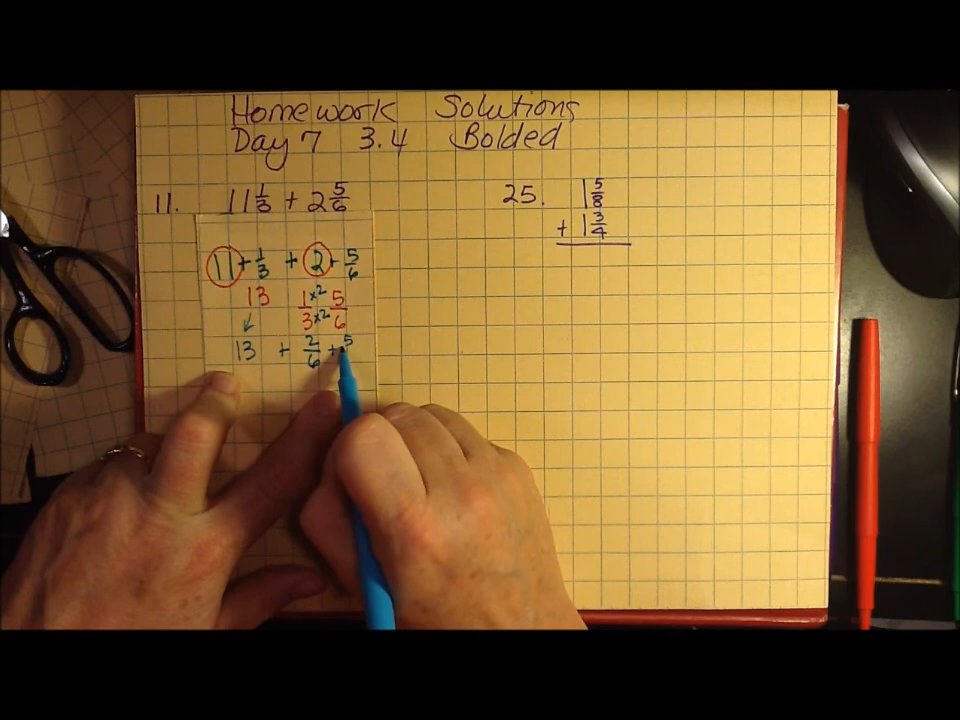 Homework Solutions
Day 7 3.4 Bolded
11. 11 1/3 + 2 5/6
11 + 1/3 + 2 + 5/6
13 1/3 ×2 ×2 5/6
↙
13 + 2/6 + 5
25. 1 5/8
+ 1 3/4